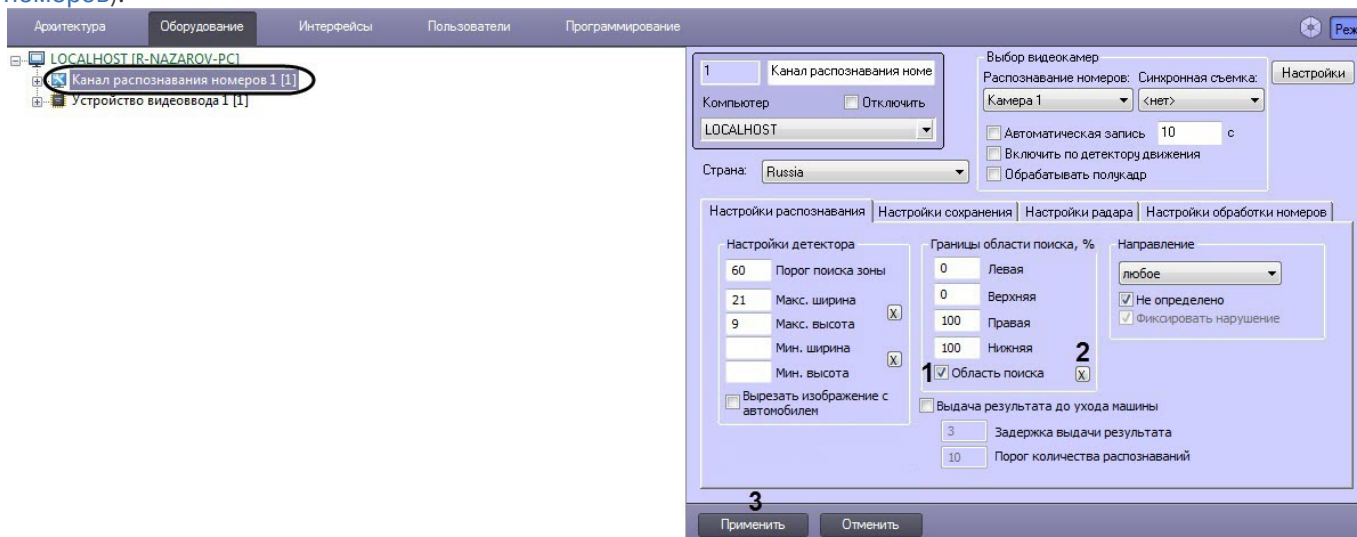 номеров).
Архитектура Оборудование Интерфейсы Пользователи Программирование Реж
LOCALHOST [R-NAZAROV-PC]
Канал распознавания номеров 1 [1]
Устройство видеоввода 1 [1]
1 Канал распознавания номе
Компьютер Отключить
LOCALHOST
Страна: Russia
Выбор видеокамер
Распознавание номеров: Синхронная съемка: Настройки
Камера 1 <нет>
Автоматическая запись 10 с
Включить по детектору движения
Обрабатывать полукадр
Настройки распознавания Настройки сохранения Настройки радара Настройки обработки номеров
Настройки детектора
60 Порог поиска зоны
21 Макс. ширина
X
9 Макс. высота
Мин. ширина
X
Мин. высота
Вырезать изображение с
автомобилем
Границы области поиска, %
0 Левая
0 Верхняя
100 Правая
100 Нижняя
2
1 Область поиска X
Направление
любое
Не определено
Фиксировать нарушение
Выдача результата до ухода машины
3 Задержка выдачи результата
10 Порог количества распознаваний
3
Применить Отменить